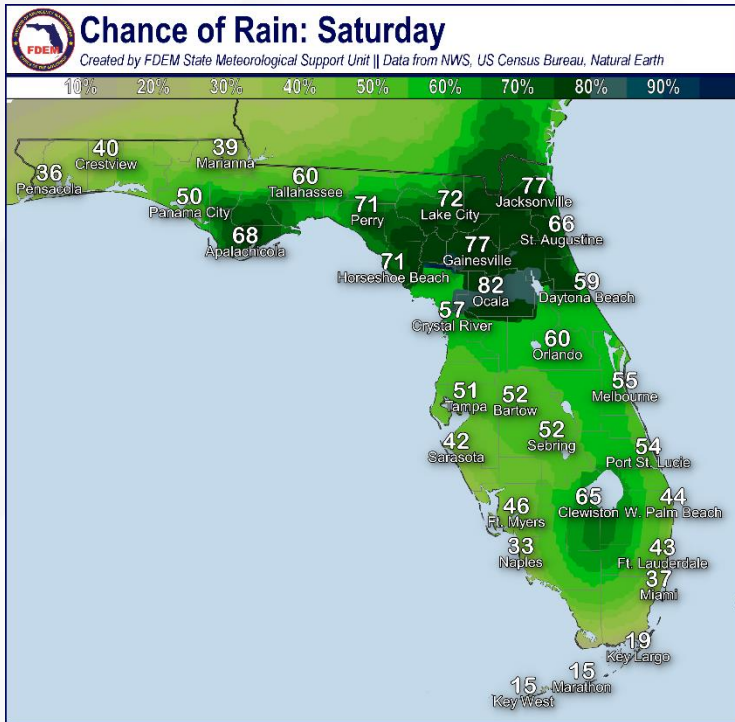 FDEM
Chance of Rain: Saturday
Created by FDEM State Meteorological Support Unit || Data from NWS, US Census Bureau, Natural Earth
10% 20% 30% 40% 50% 60% 70% 80% 90%
40
Crestview
39
Marianna
36
Pensacola
60
Tallahassee
50
Panama City
71
Perry
72
Lake City
77
Jacksonville
68
Apalachicola
66
St. Augustine
77
Gainesville
71
Horseshoe Beach
82
Ocala
59
Daytona Beach
57
Crystal River
60
Orlando
55
Melbourne
51
Tampa
52
Bartow
52
Sebring
42
Sarasota
54
Port St. Lucie
65
Clewiston
44
W. Palm Beach
46
Ft. Myers
33
Naples
43
Ft. Lauderdale
37
Miami
19
Key Largo
15
Marathon
15
Key West